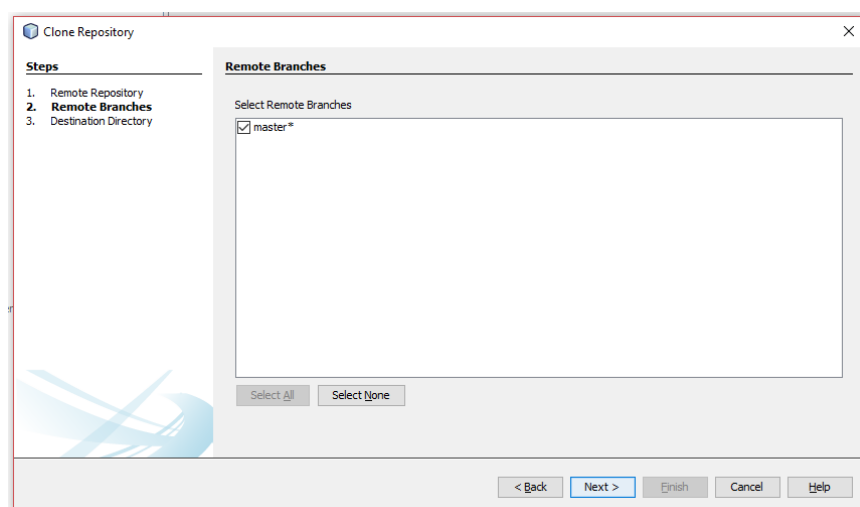 Clone Repository
Steps
1. Remote Repository
2. Remote Branches
3. Destination Directory
Remote Branches
Select Remote Branches
master*
Select All
Select None
< Back
Next >
Finish
Cancel
Help